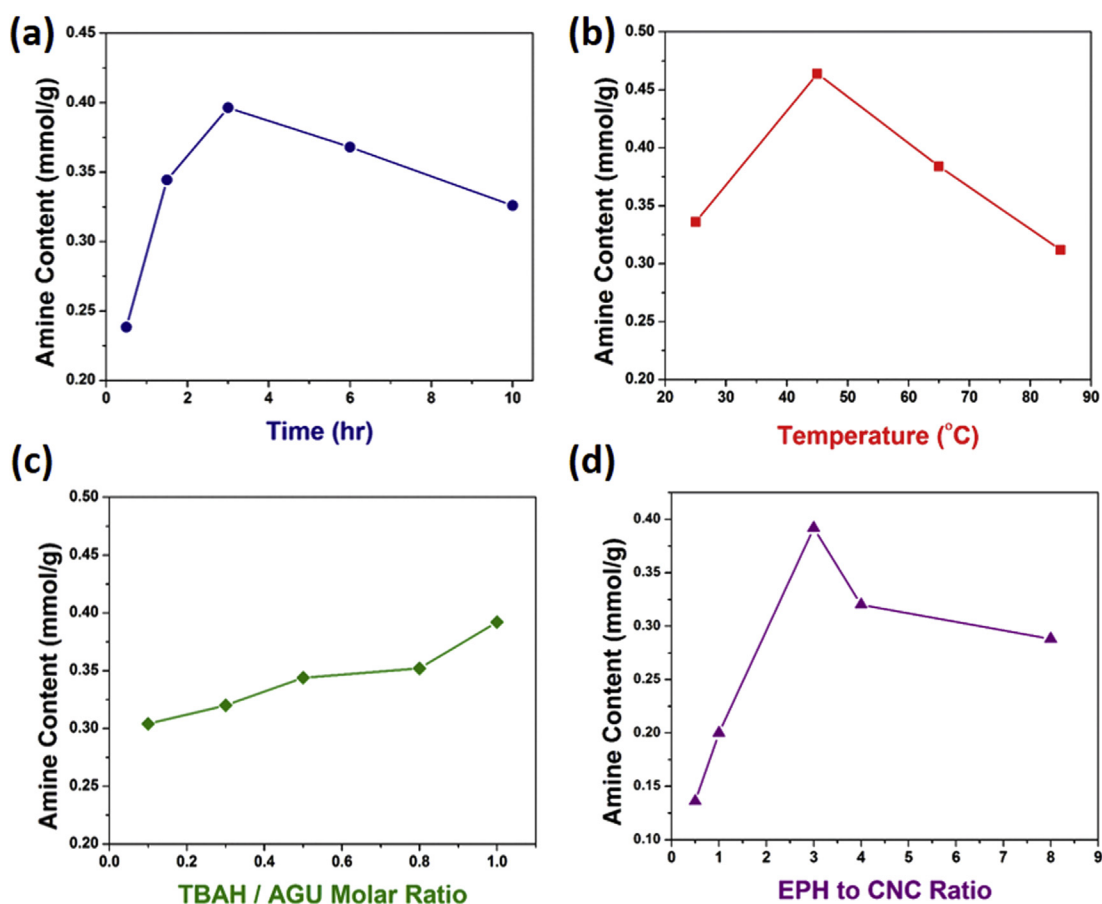 (a)
0.45
0.40
0.35
0.30
0.25
0.20
Amine Content (mmol/g)
0 2 4 6 8 10
Time (hr)
(b)
0.50
0.45
0.40
0.35
0.30
0.25
0.20
Amine Content (mmol/g)
20 30 40 50 60 70 80 90
Temperature (°C)
(c)
0.50
0.45
0.40
0.35
0.30
0.25
0.20
Amine Content (mmol/g)
0.0 0.2 0.4 0.6 0.8 1.0
TBAH / AGU Molar Ratio
(d)
0.40
0.35
0.30
0.25
0.20
0.15
0.10
Amine Content (mmol/g)
0 1 2 3 4 5 6 7 8 9
EPH to CNC Ratio